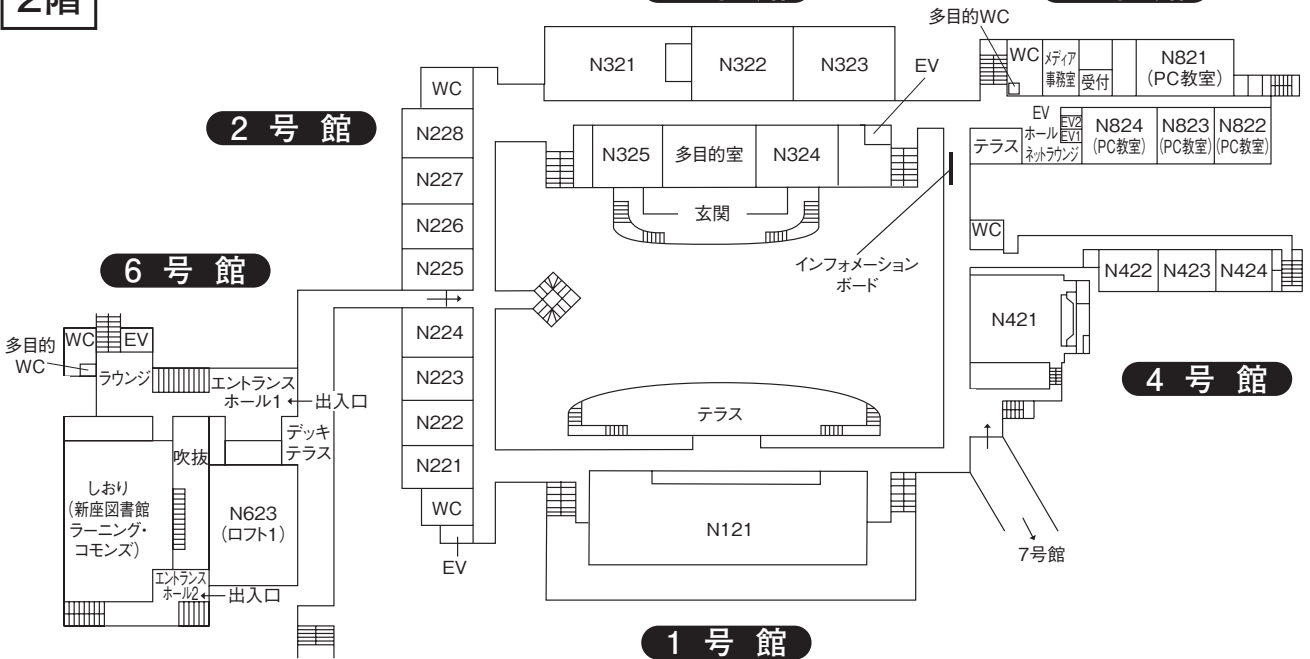 2階
多目的WC
N321
N322
N323
EV
WC
メディア
事務室
受付
N821
(PC教室)
WC
N228
2 号 館
N325
多目的室
N324
EV
ホール
ネットラウンジ
EV2
EV1
テラス
N824
(PC教室)
N823
(PC教室)
N822
(PC教室)
N227
N226
玄関
WC
インフォメーション
ボード
6 号 館
N225
N422
N423
N424
N421
多目的
WC
WC
EV
N224
ラウンジ
エントランス
ホール1
出入口
N223
4 号 館
N222
テラス
デッキ
テラス
吹抜
N221
しおり
(新座図書館
ラーニング・
コモンズ)
N623
(ロフト1)
WC
N121
EV
7号館
エントランス
ホール2
出入口
1 号 館